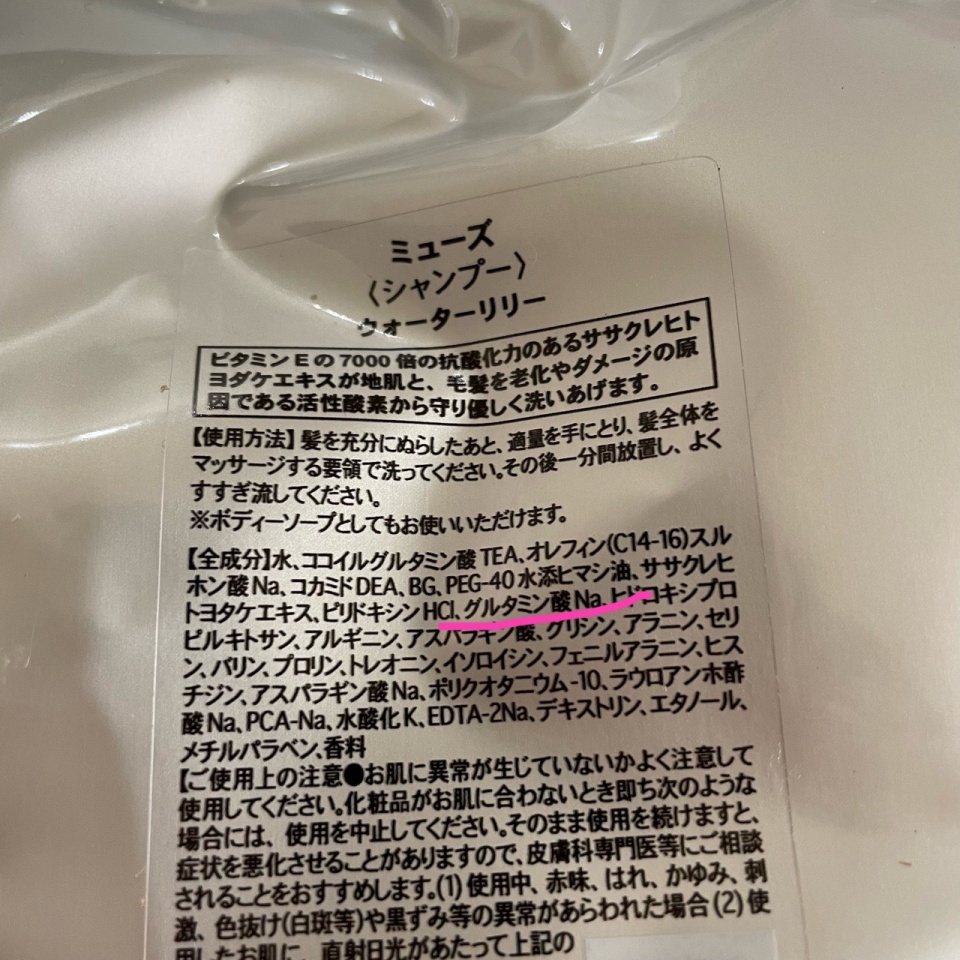 ミューズ
〈シャンプー〉
ウォーターリリー
ビタミンEの7000倍の抗酸化力のあるササクレヒト
ヨダケエキスが地肌と、毛髪を老化やダメージの原
因である活性酸素から守り優しく洗いあげます。
【使用方法】髪を充分にぬらしたあと、適量を手にとり、髪全体を
マッサージする要領で洗ってください。その後一分間放置し、よく
すすぎ流してください。
※ボディーソープとしてもお使いいただけます。
【全成分】水、ココイルグルタミン酸TEA、オレフィン(C14-16)スル
ホン酸Na、コカミドDEA、BG、PEG-40水添ヒマシ油、ササクレヒ
トヨタケエキス、ピリドキシンHCl、グルタミン酸Na、ヒドロキシプロ
ピルキトサン、アルギニン、アスパラギン酸、グリシン、アラニン、セリ
ン、バリン、プロリン、トレオニン、イソロイシン、フェニルアラニン、ヒス
チジン、アスパラギン酸Na、ポリクオタニウム-10、ラウロアンホ酢
酸Na、PCA-Na、水酸化K、EDTA-2Na、デキストリン、エタノール、
メチルパラベン、香料
【ご使用上の注意●お肌に異常が生じていないかよく注意して
使用してください。化粧品がお肌に合わないとき即ち次のような
場合には、使用を中止してください。そのまま使用を続けますと、
症状を悪化させることがありますので、皮膚科専門医等にご相談
されることをおすすめします。(1)使用中、赤味、はれ、かゆみ、刺
激、色抜け(白斑等)や黒ずみ等の異常があらわれた場合(2)使
用したお肌に、直射日光があたって上記の